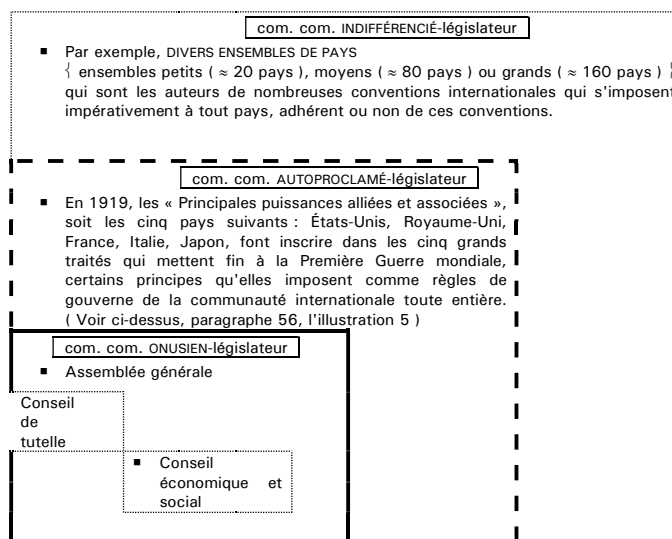 com. com. INDIFFÉRENCIÉ-législateur
▪ Par exemple, DIVERS ENSEMBLES DE PAYS
{ ensembles petits ( ≈ 20 pays ), moyens ( ≈ 80 pays ) ou grands ( ≈ 160 pays ) }
qui sont les auteurs de nombreuses conventions internationales qui s'imposent
impérativement à tout pays, adhérent ou non de ces conventions.
com. com. AUTOPROCLAMÉ-législateur
▪ En 1919, les « Principales puissances alliées et associées »,
soit les cinq pays suivants : États-Unis, Royaume-Uni,
France, Italie, Japon, font inscrire dans les cinq grands
traités qui mettent fin à la Première Guerre mondiale,
certains principes qu'elles imposent comme règles de
gouverne de la communauté internationale toute entière.
( Voir ci-dessus, paragraphe 56, l'illustration 5 )
com. com. ONUSIEN-législateur
▪ Assemblée générale
Conseil
de
tutelle
▪ Conseil
économique et
social